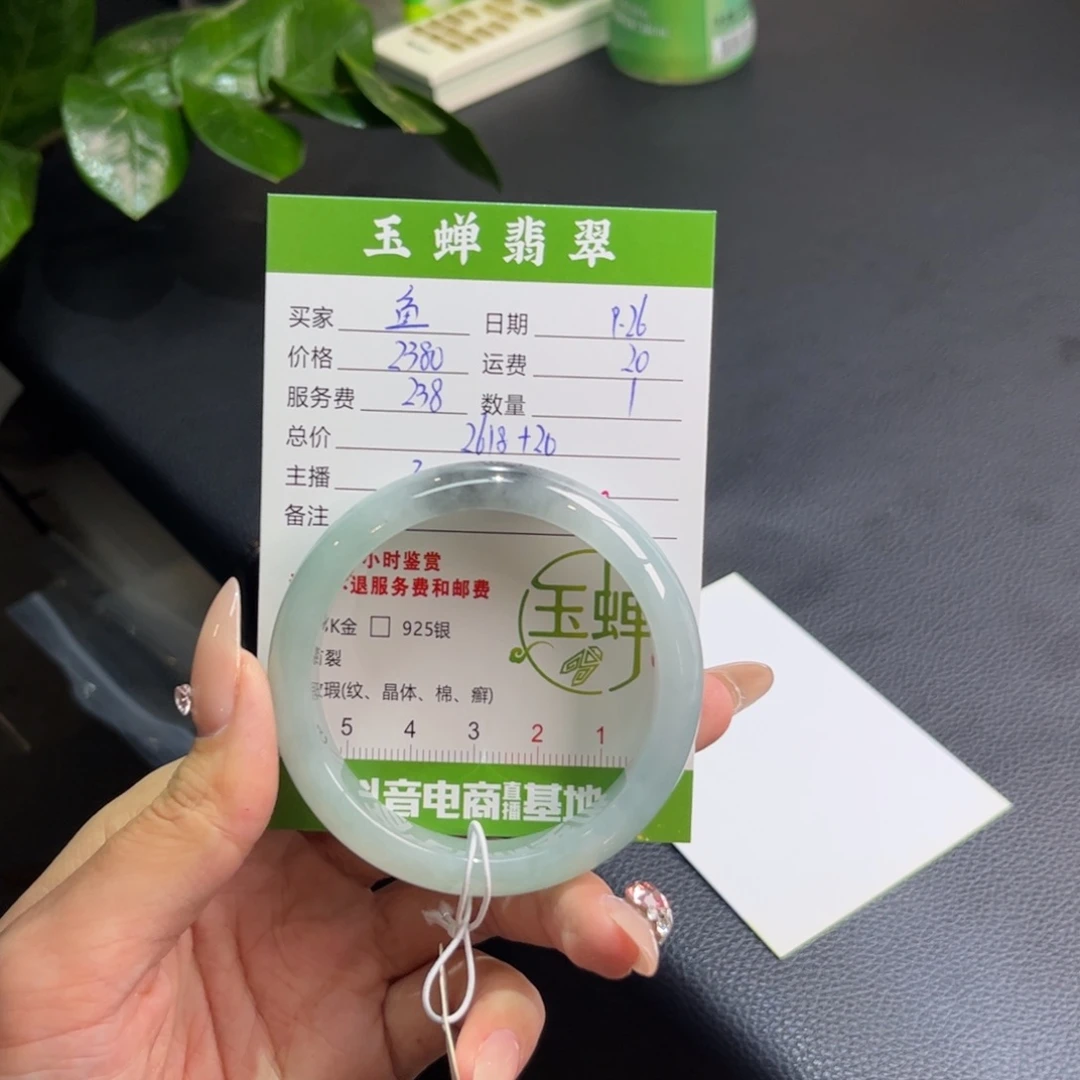 玉蝉翡翠
买家 鱼 日期 9.26
价格 2380 运费 20
服务费 238 数量 1
总价 2618+20
主播
备注
小时鉴赏
退服务费和邮费
K金 □ 925银
裂
瑕(纹、晶体、棉、癣)
玉蝉
5 4 3 2 1
抖音电商直播基地